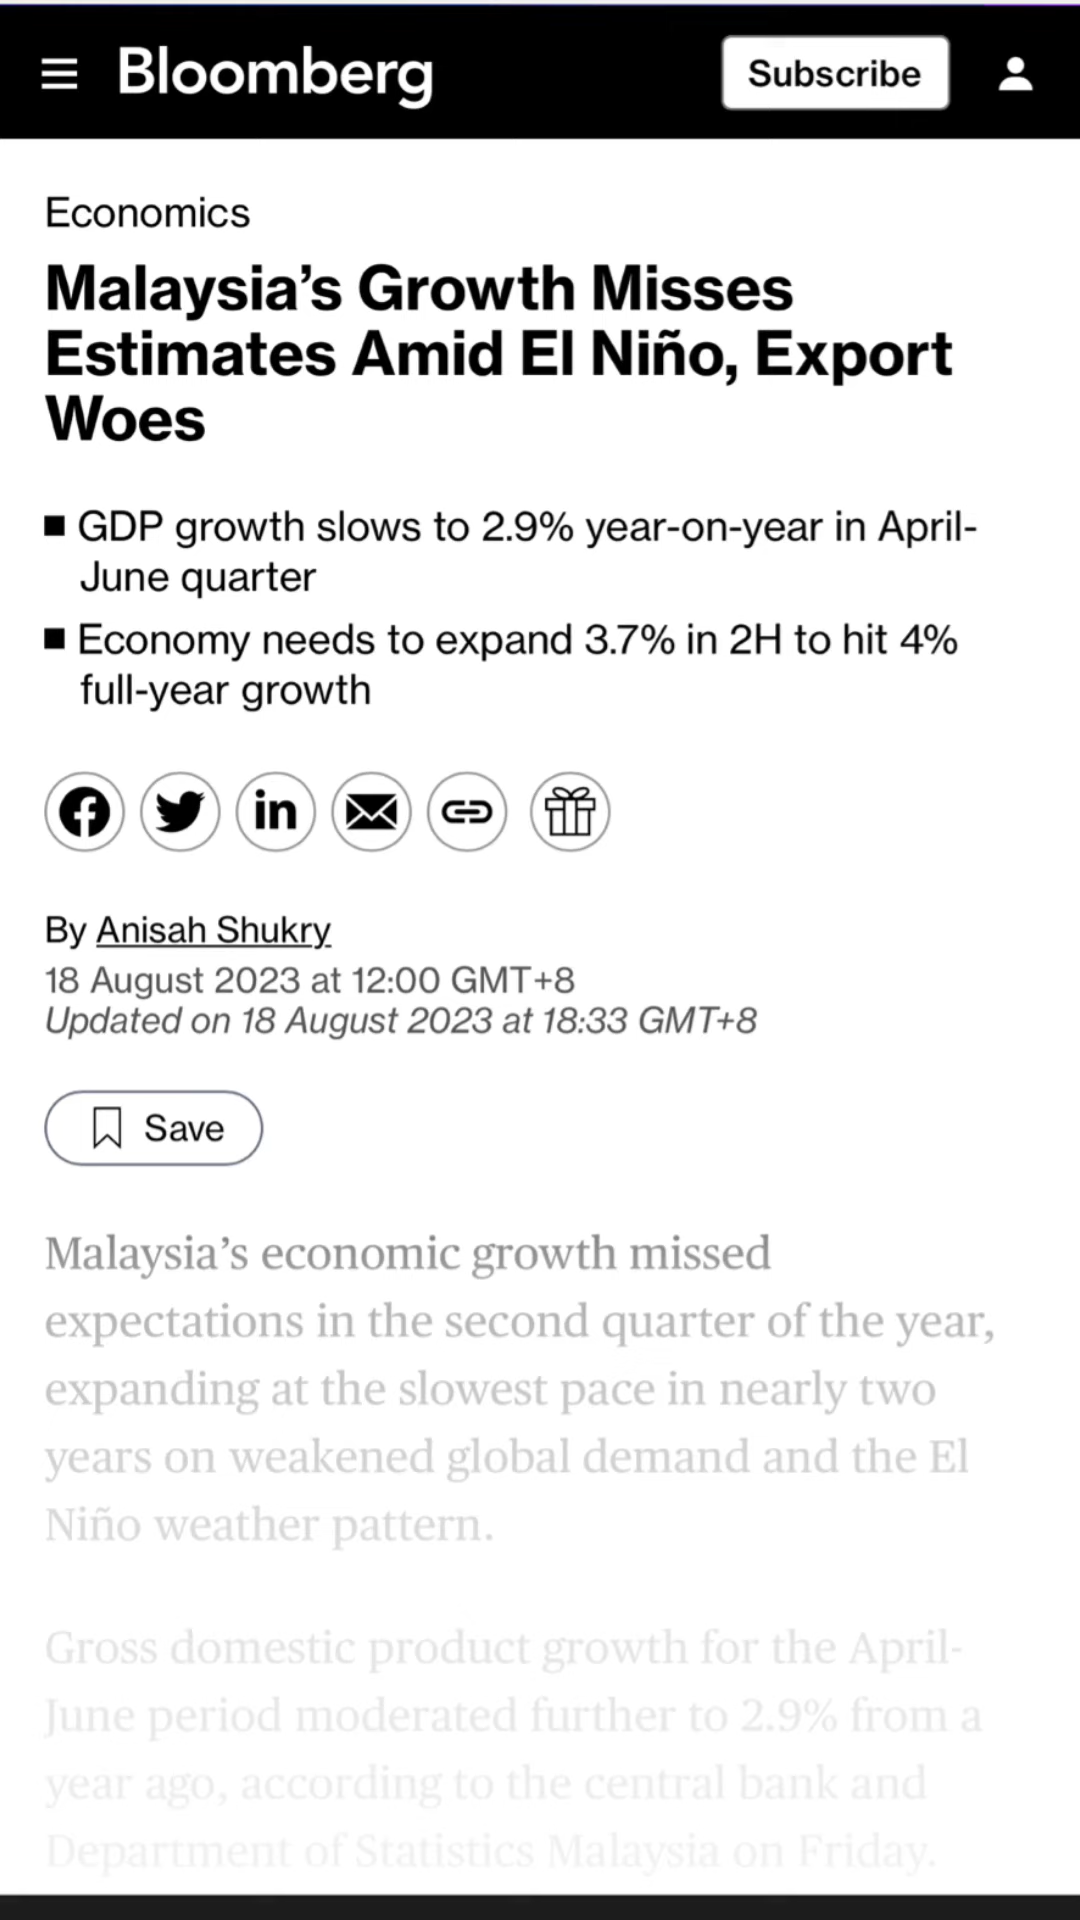 Bloomberg
Subscribe
Economics
Malaysia’s Growth Misses
Estimates Amid El Niño, Export
Woes
GDP growth slows to 2.9% year-on-year in April-
June quarter
Economy needs to expand 3.7% in 2H to hit 4%
full-year growth
By Anisah Shukry
18 August 2023 at 12:00 GMT+8
Updated on 18 August 2023 at 18:33 GMT+8
Save
Malaysia’s economic growth missed
expectations in the second quarter of the year,
expanding at the slowest pace in nearly two
years on weakened global demand and the El
Niño weather pattern.
Gross domestic product growth for the April-
June period moderated further to 2.9% from a
year ago, according to the central bank and
Department of Statistics Malaysia on Friday.